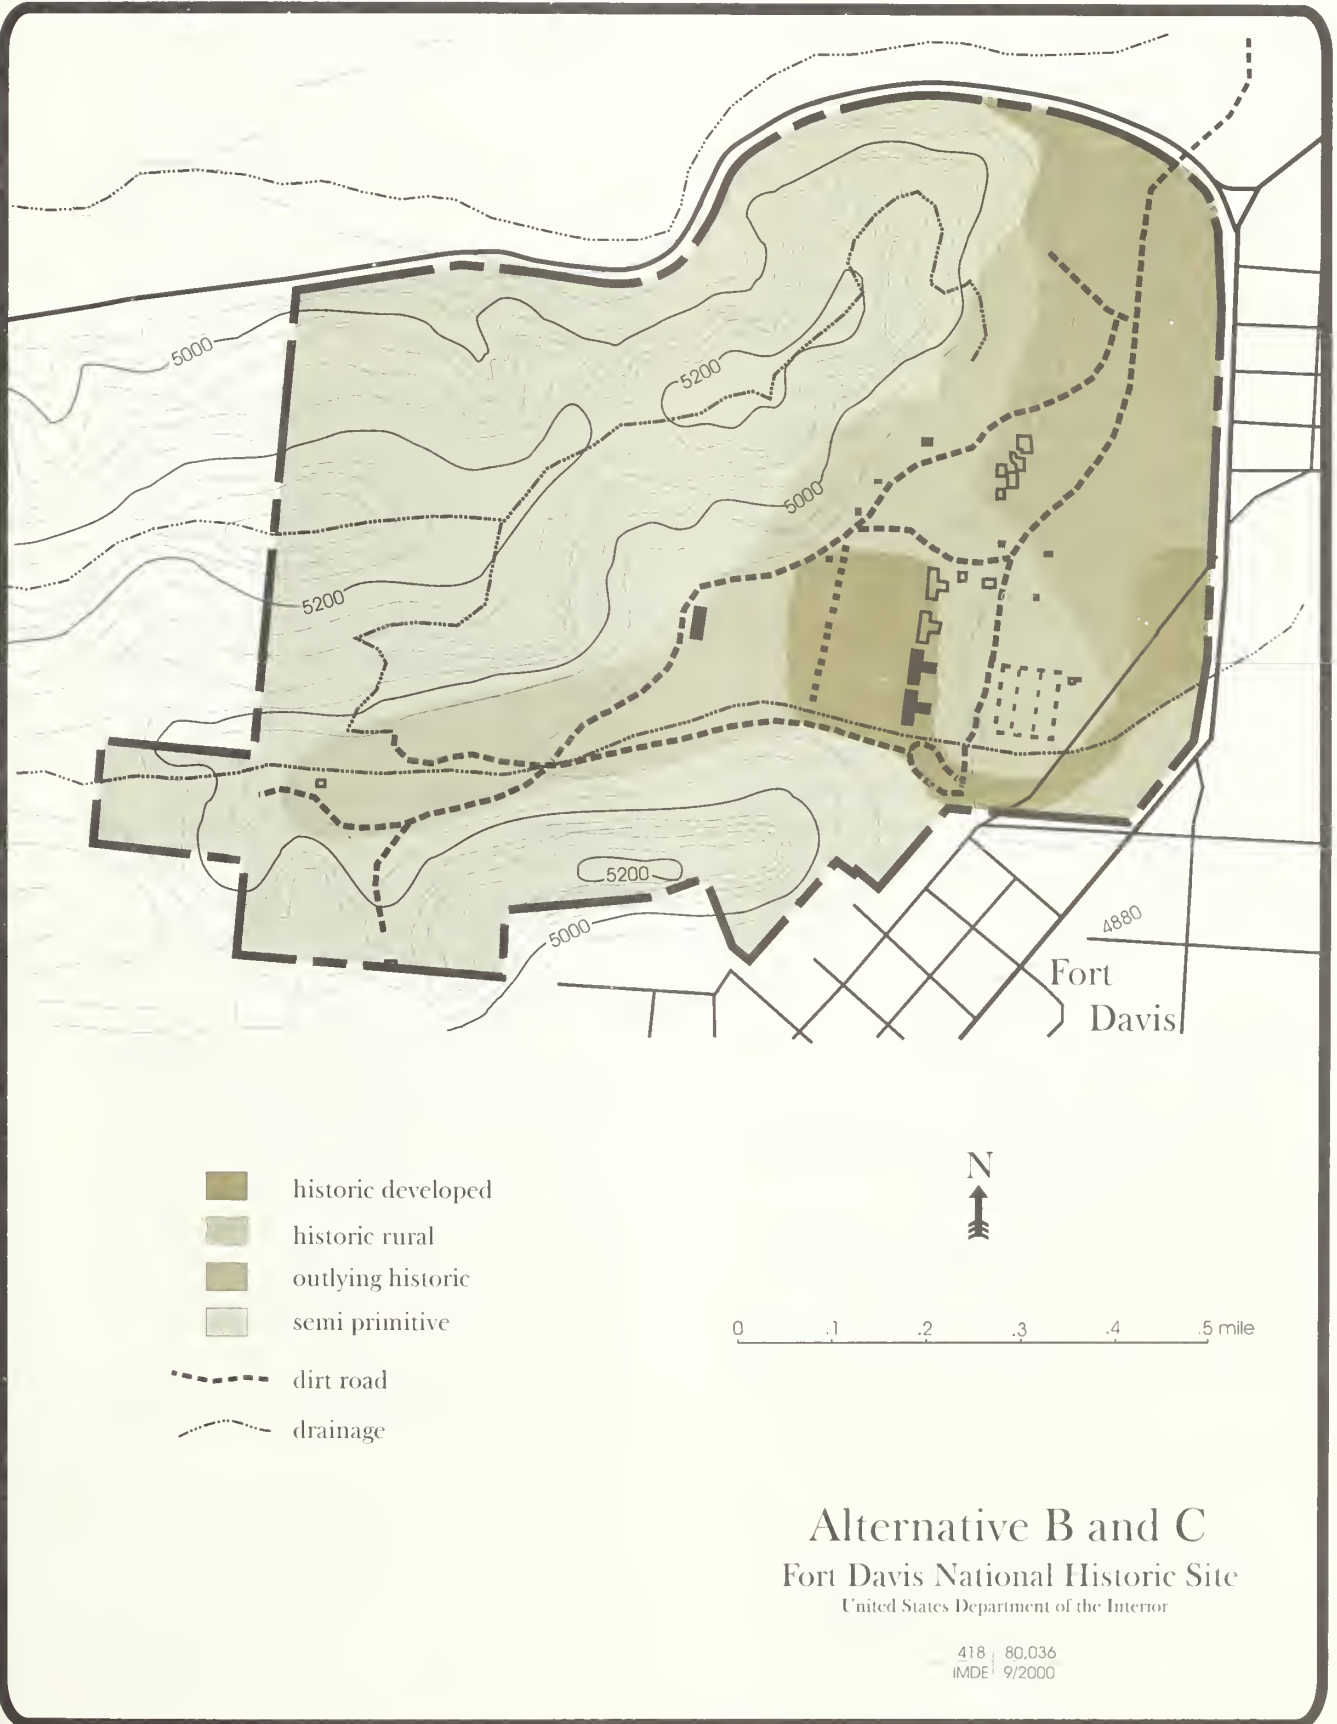 5000
5200
5000
5200
5200
5000
4880
Fort
Davis
historic developed
historic rural
outlying historic
semi primitive
dirt road
drainage
N
0 .1 .2 .3 .4 .5 mile
Alternative B and C
Fort Davis National Historic Site
United States Department of the Interior
418 80,036
IMDE 9/2000